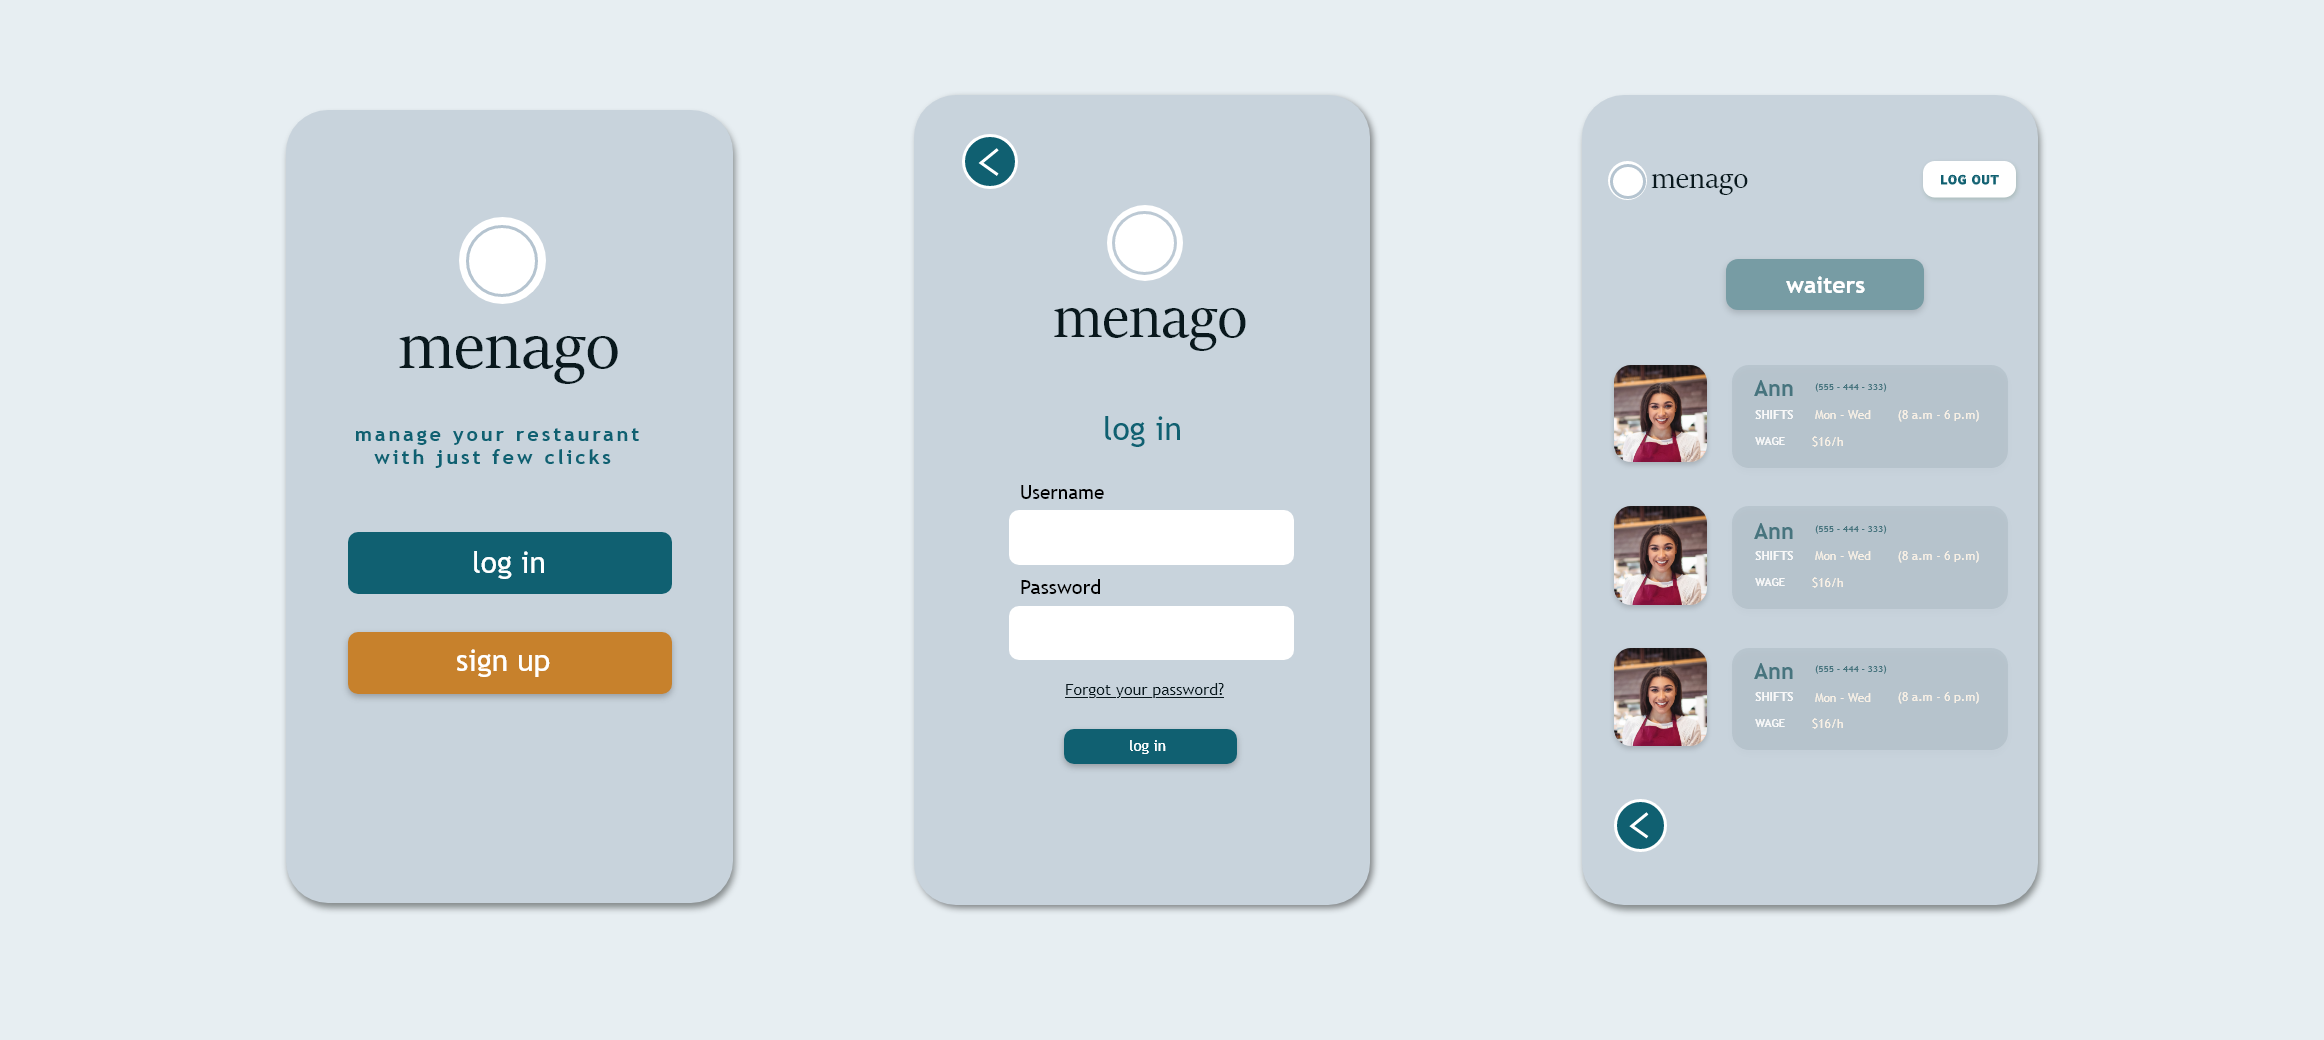 menago
manage your restaurant
with just few clicks
log in
sign up
menago
log in
Username
Password
Forgot your password?
log in
menago
LOG OUT
waiters
Ann (555 - 444 - 333)
SHIFTS Mon - Wed (8 a.m - 6 p.m)
WAGE $16/h
Ann (555 - 444 - 333)
SHIFTS Mon - Wed (8 a.m - 6 p.m)
WAGE $16/h
Ann (555 - 444 - 333)
SHIFTS Mon - Wed (8 a.m - 6 p.m)
WAGE $16/h